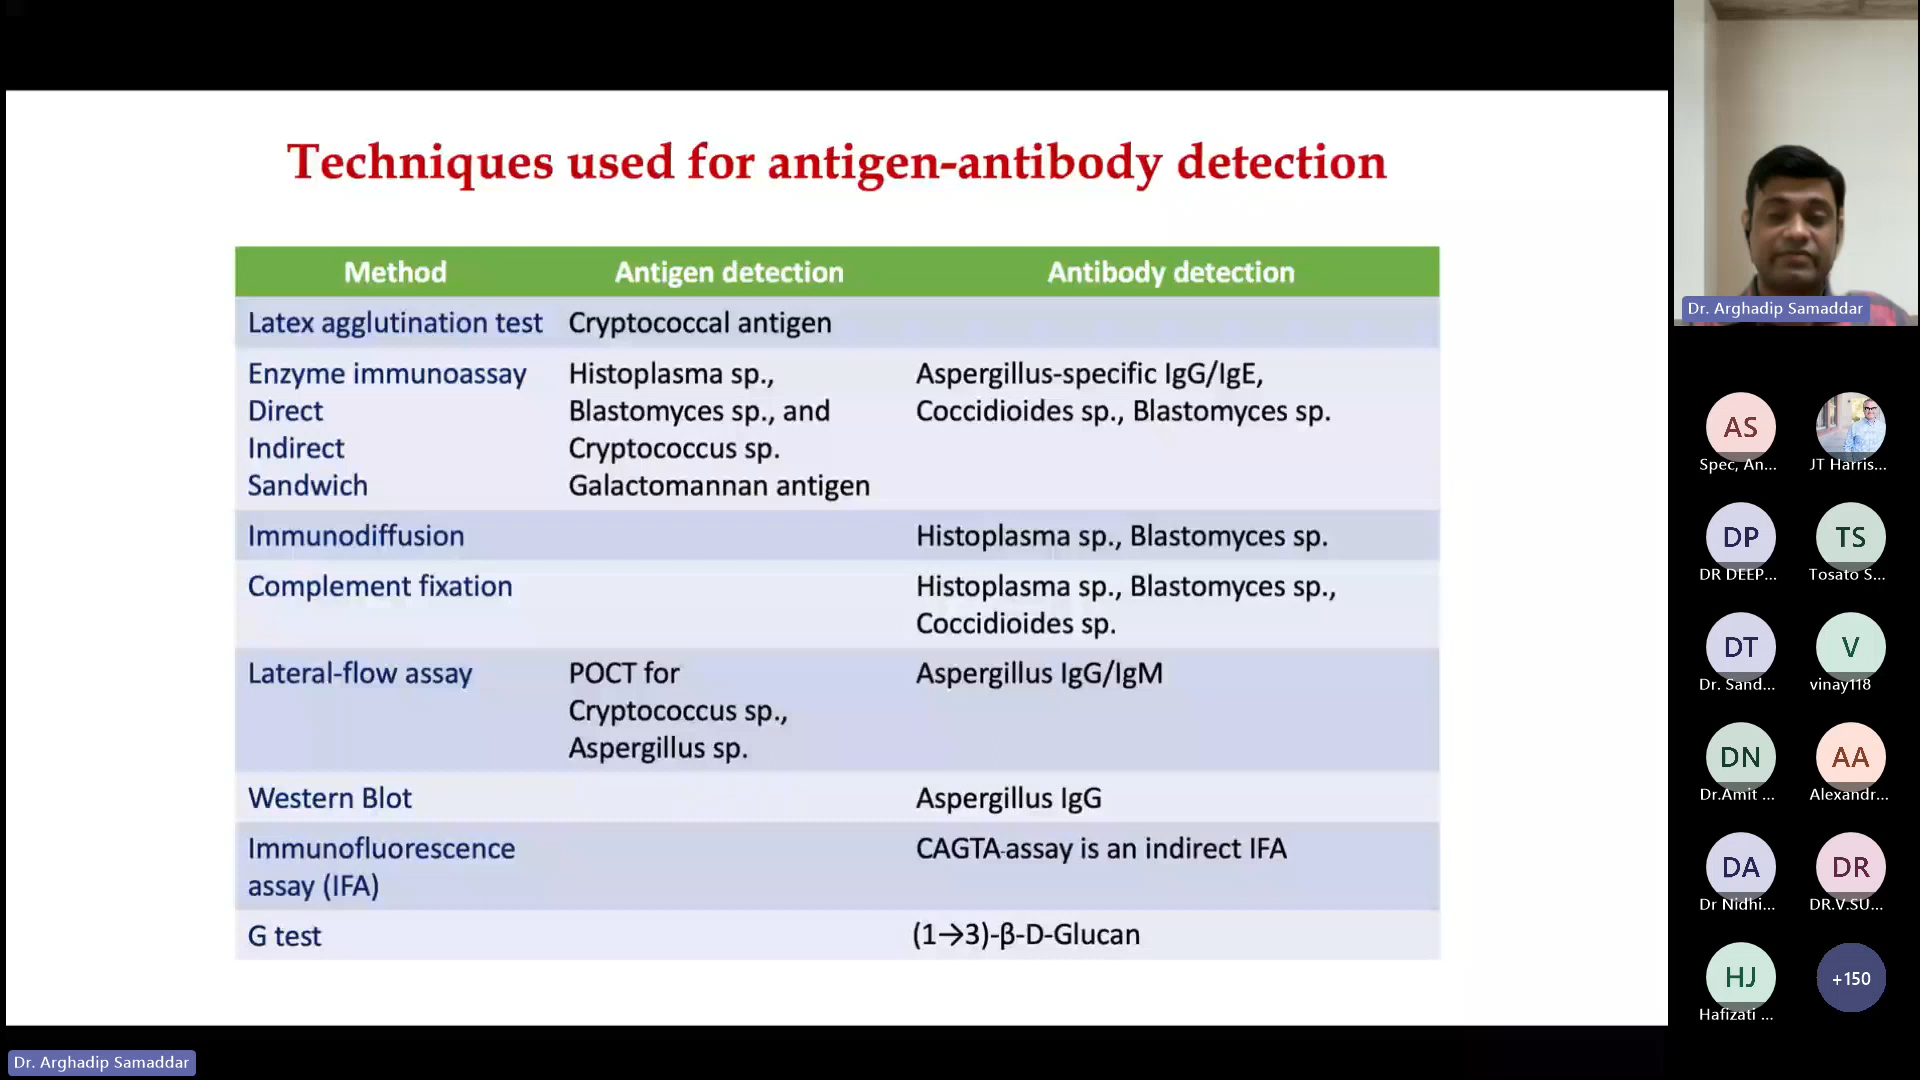 Techniques used for antigen-antibody detection
Method Antigen detection Antibody detection
Latex agglutination test Cryptococcal antigen
Enzyme immunoassay Histoplasma sp., Aspergillus-specific IgG/IgE,
Direct Blastomyces sp., and Coccidioides sp., Blastomyces sp.
Indirect Cryptococcus sp.
Sandwich Galactomannan antigen
Immunodiffusion Histoplasma sp., Blastomyces sp.
Complement fixation Histoplasma sp., Blastomyces sp.,
Coccidioides sp.
Lateral-flow assay POCT for Aspergillus IgG/IgM
Cryptococcus sp.,
Aspergillus sp.
Western Blot Aspergillus IgG
Immunofluorescence CAGTA-assay is an indirect IFA
assay (IFA)
G test (1→3)-β-D-Glucan
Dr. Arghadip Samaddar
Dr. Arghadip Samaddar
AS
Spec, An...
JT Harris...
DP
DR DEEP...
TS
Tosato S...
DT
Dr. Sand...
V
vinay118
DN
Dr.Amit ...
AA
Alexandr...
DA
Dr Nidhi...
DR
DR.V.SU...
HJ
Hafizati ...
+150